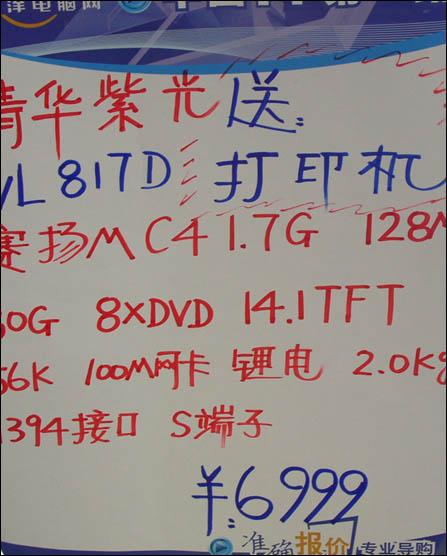 洋电脑网
清华紫光送:
VL817D 打印机
赛扬M C4 1.7G 128M
30G 8XDVD 14.1TFT
56K 100M网卡 锂电 2.0kg
1394接口 S端子
¥:6999
准确报价 专业导购